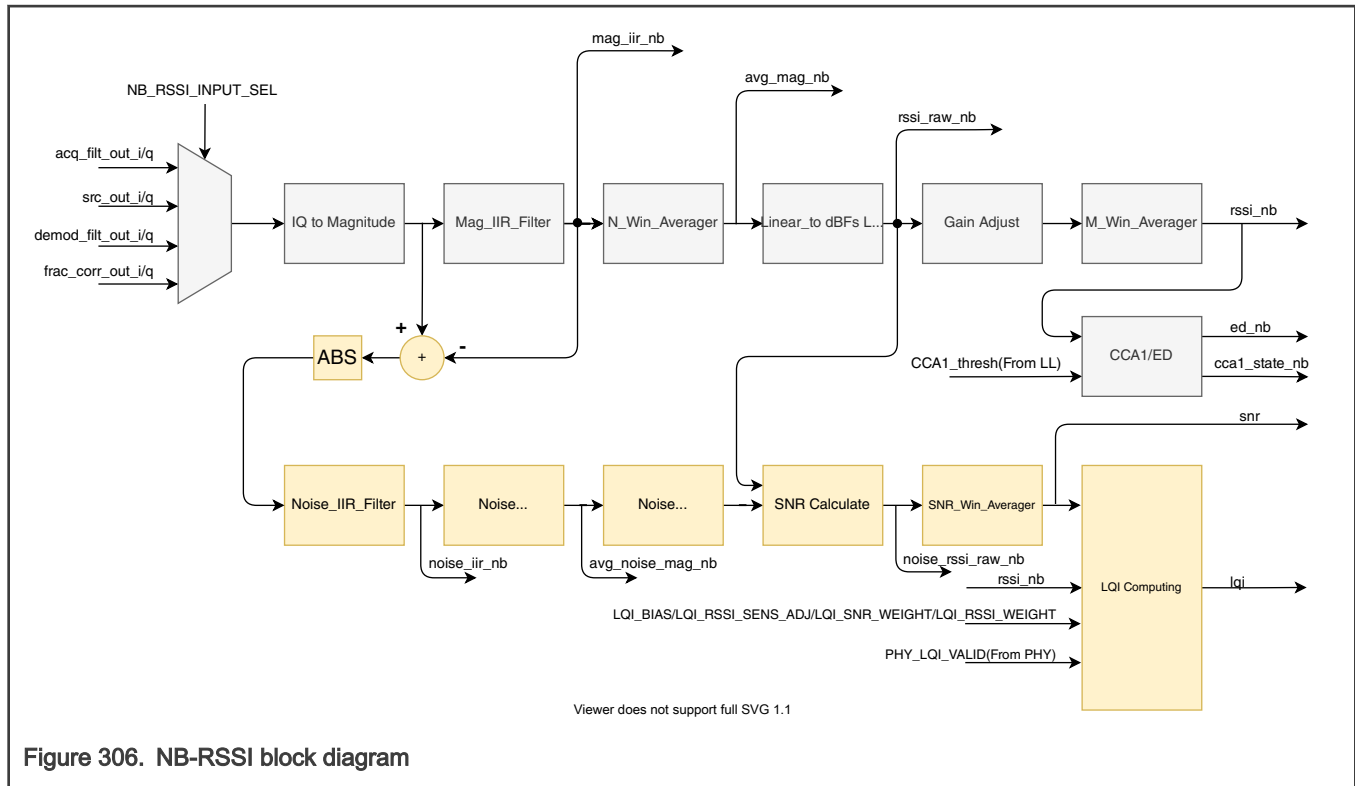 mag_iir_nb
avg_mag_nb
NB_RSSI_INPUT_SEL
rssi_raw_nb
acq_filt_out_i/q
src_out_i/q
demod_filt_out_i/q
frac_corr_out_i/q
IQ to Magnitude
Mag_IIR_Filter
N_Win_Averager
Linear_to dBFs L...
Gain Adjust
M_Win_Averager
rssi_nb
+
-
ABS
+
CCA1_thresh(From LL)
CCA1/ED
ed_nb
cca1_state_nb
snr
Noise_IIR_Filter
Noise...
Noise...
SNR Calculate
SNR_Win_Averager
noise_iir_nb
avg_noise_mag_nb
noise_rssi_raw_nb
rssi_nb
LQI Computing
lqi
LQI_BIAS/LQI_RSSI_SENS_ADJ/LQI_SNR_WEIGHT/LQI_RSSI_WEIGHT
PHY_LQI_VALID(From PHY)
Viewer does not support full SVG 1.1
Figure 306. NB-RSSI block diagram